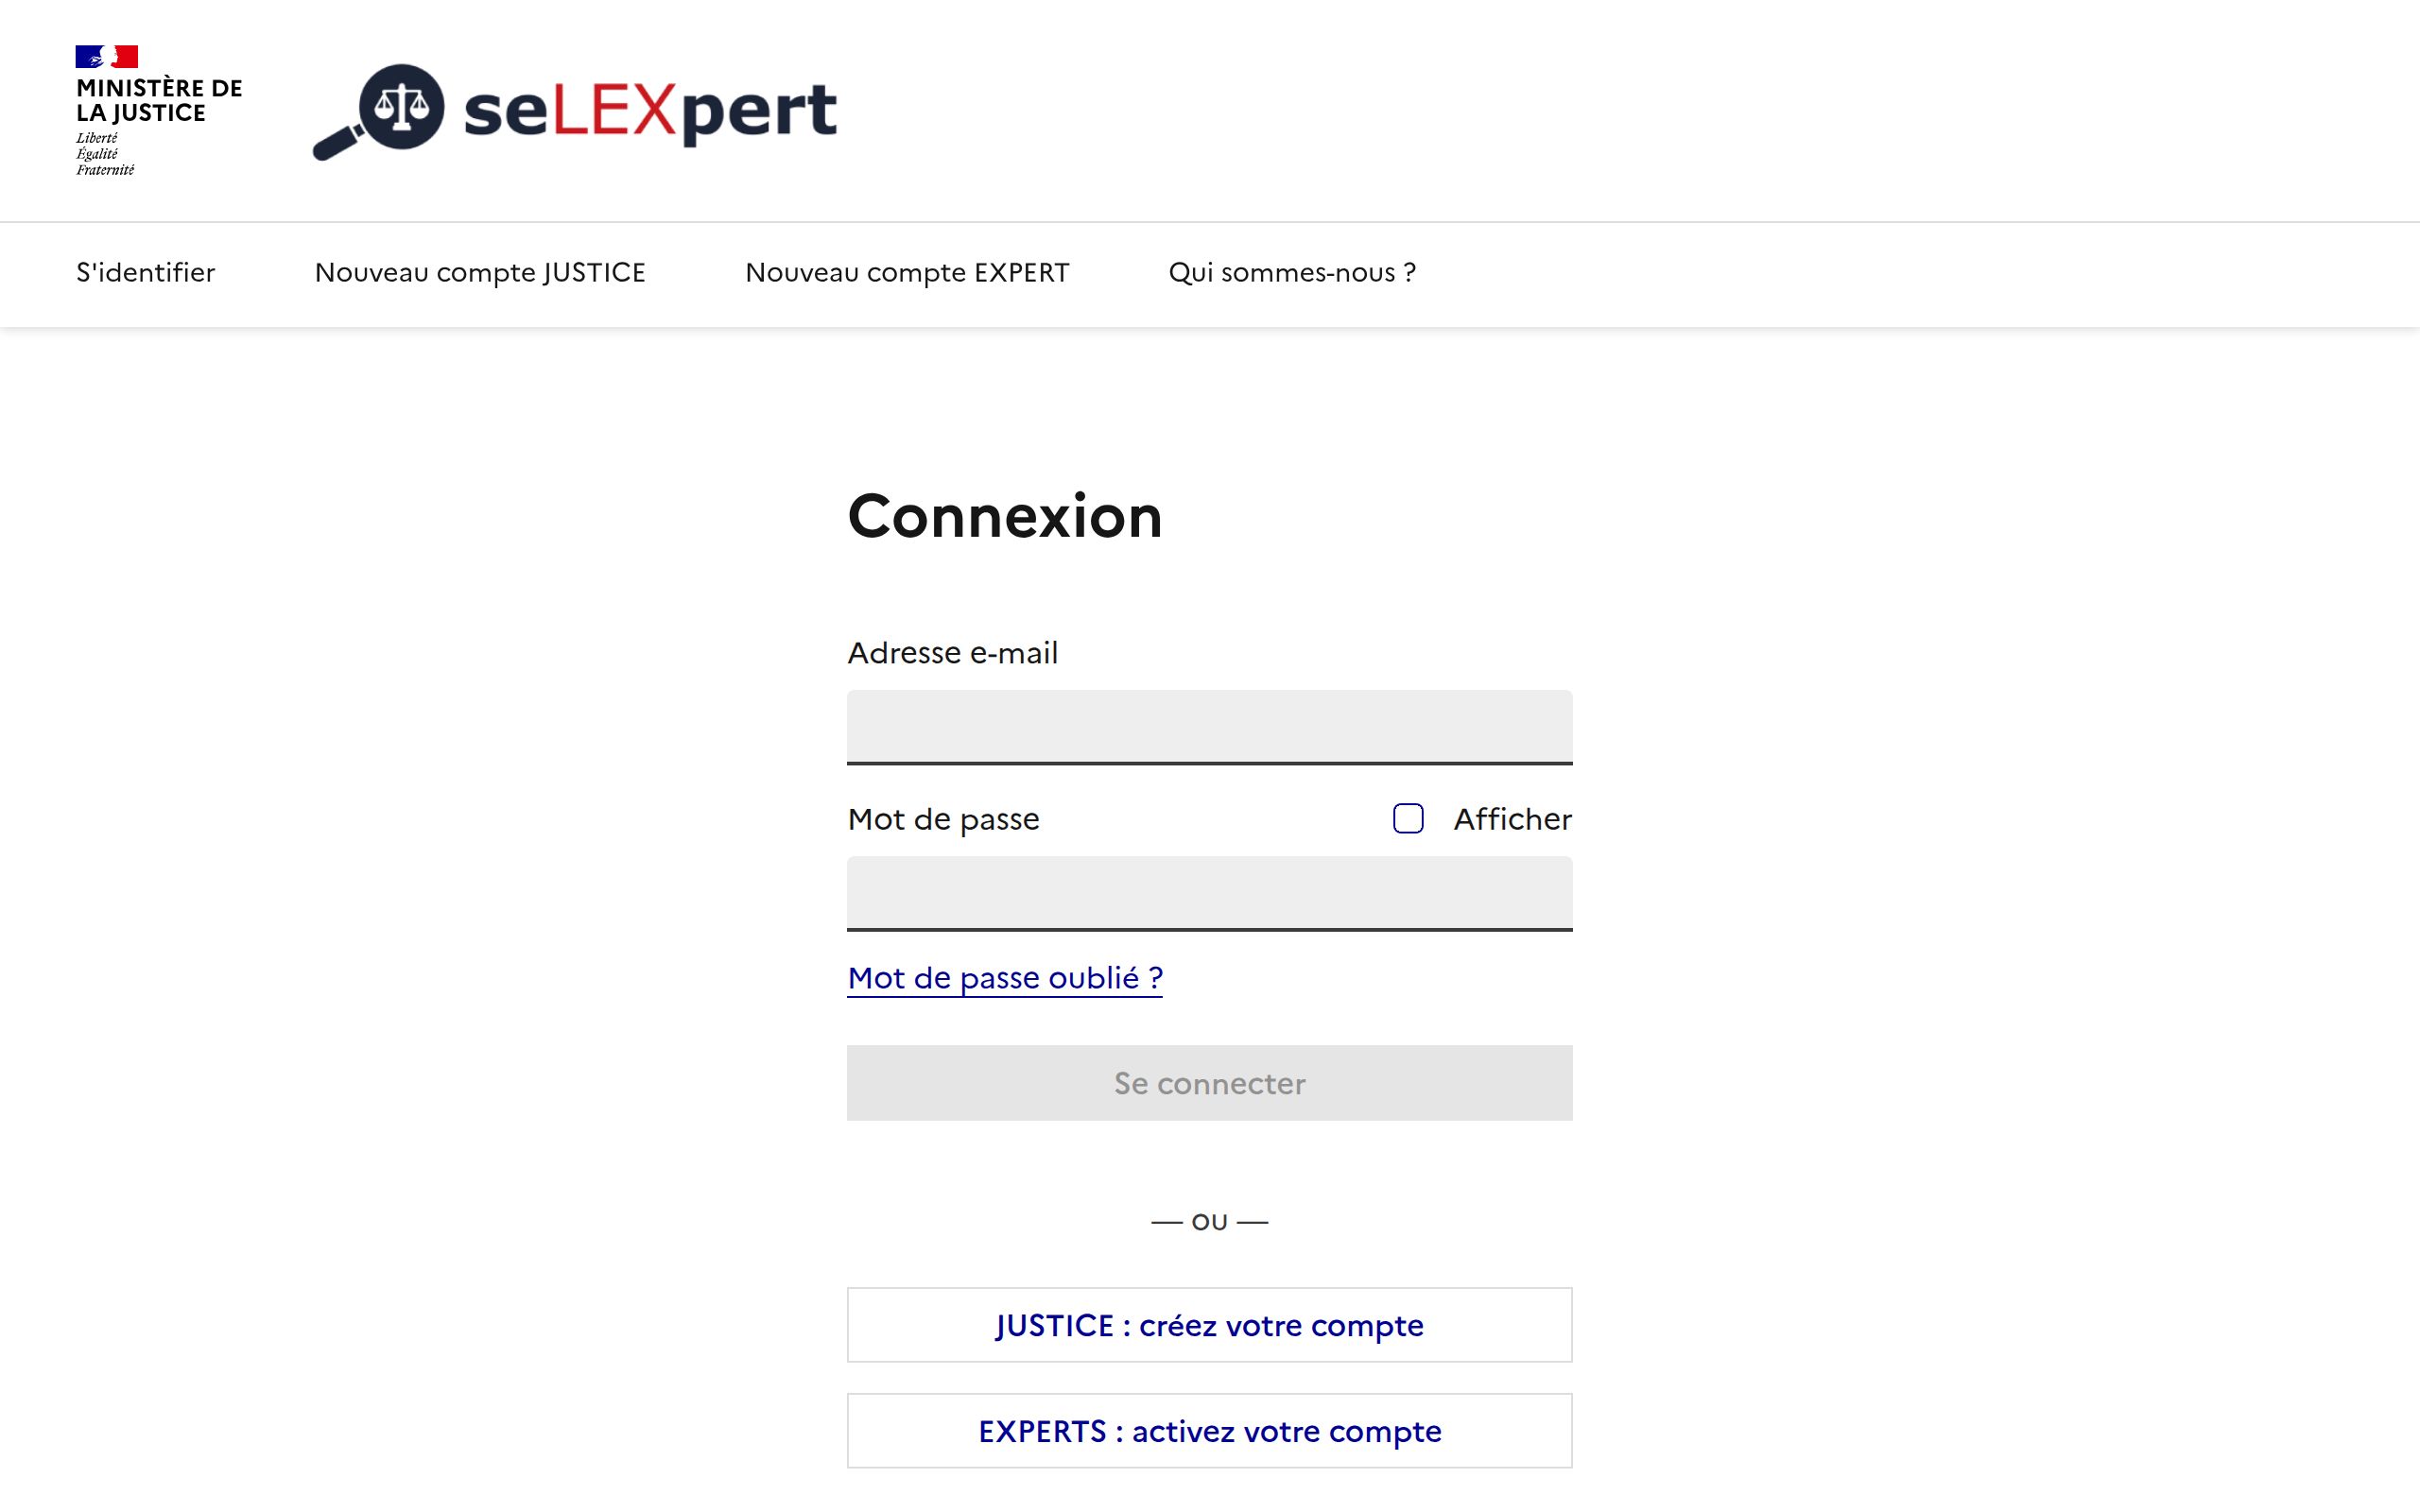 MINISTÈRE DE
LA JUSTICE
Liberté
Égalité
Fraternité
seLEXpert
S'identifier
Nouveau compte JUSTICE
Nouveau compte EXPERT
Qui sommes-nous ?
Connexion
Adresse e-mail
Mot de passe
Afficher
Mot de passe oublié ?
Se connecter
— OU —
JUSTICE : créez votre compte
EXPERTS : activez votre compte